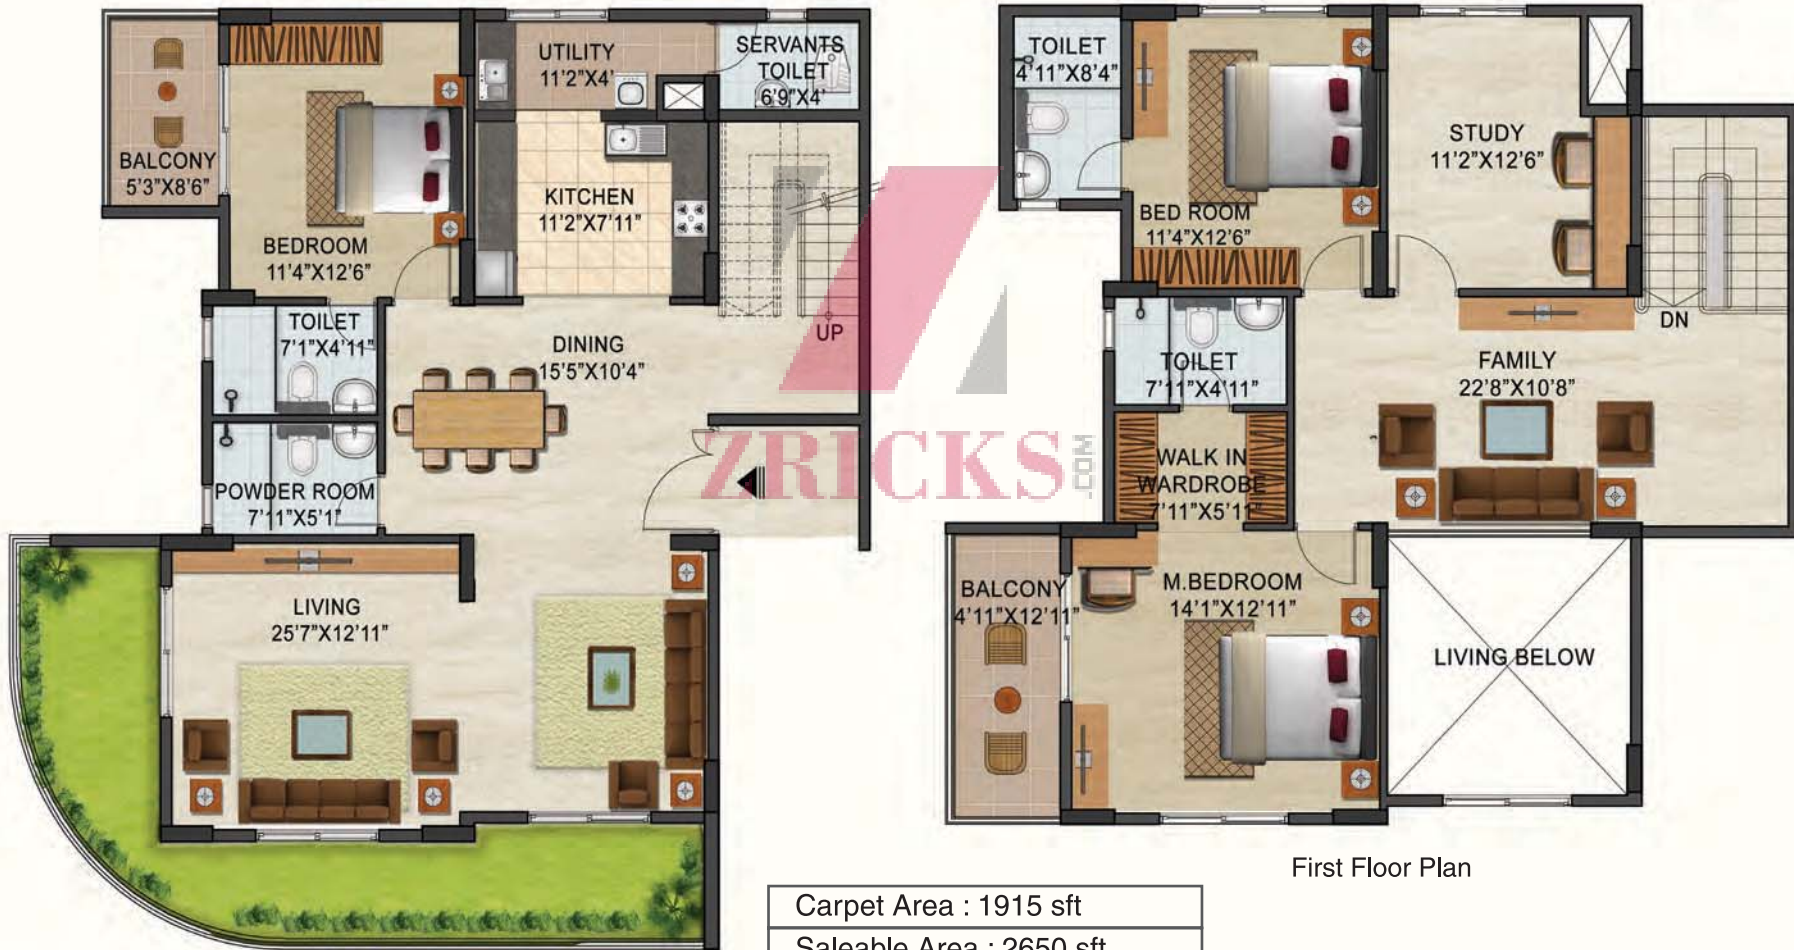 UTILITY
11'2"X4'
SERVANTS
TOILET
6'9"X4'
BALCONY
5'3"X8'6"
BEDROOM
11'4"X12'6"
KITCHEN
11'2"X7'11"
TOILET
7'1"X4'11"
DINING
15'5"X10'4"
UP
POWDER ROOM
7'11"X5'1"
LIVING
25'7"X12'11"
ZRICKS.COM
TOILET
4'11"X8'4"
BED ROOM
11'4"X12'6"
STUDY
11'2"X12'6"
DN
TOILET
7'11"X4'11"
FAMILY
22'8"X10'8"
WALK IN
WARDROBE
7'11"X5'11"
BALCONY
4'11"X12'11"
M.BEDROOM
14'1"X12'11"
LIVING BELOW
First Floor Plan
Carpet Area : 1915 sft
Saleable Area : 2650 sft